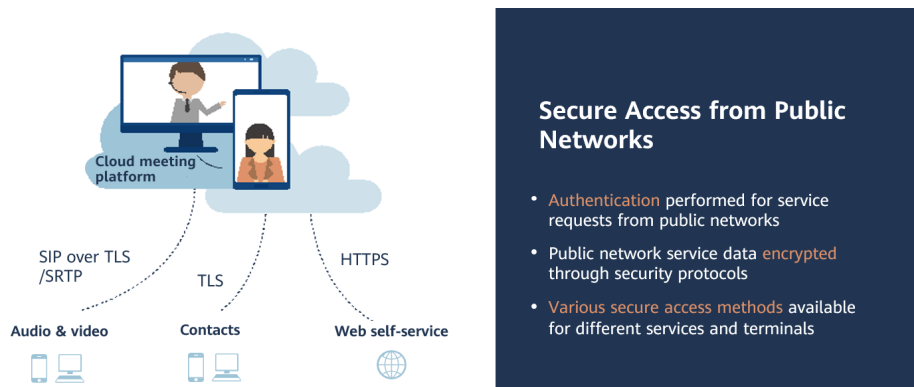 Cloud meeting
platform
SIP over TLS
/SRTP
TLS
HTTPS
Audio & video
Contacts
Web self-service
Secure Access from Public
Networks
• Authentication performed for service
requests from public networks
• Public network service data encrypted
through security protocols
• Various secure access methods available
for different services and terminals